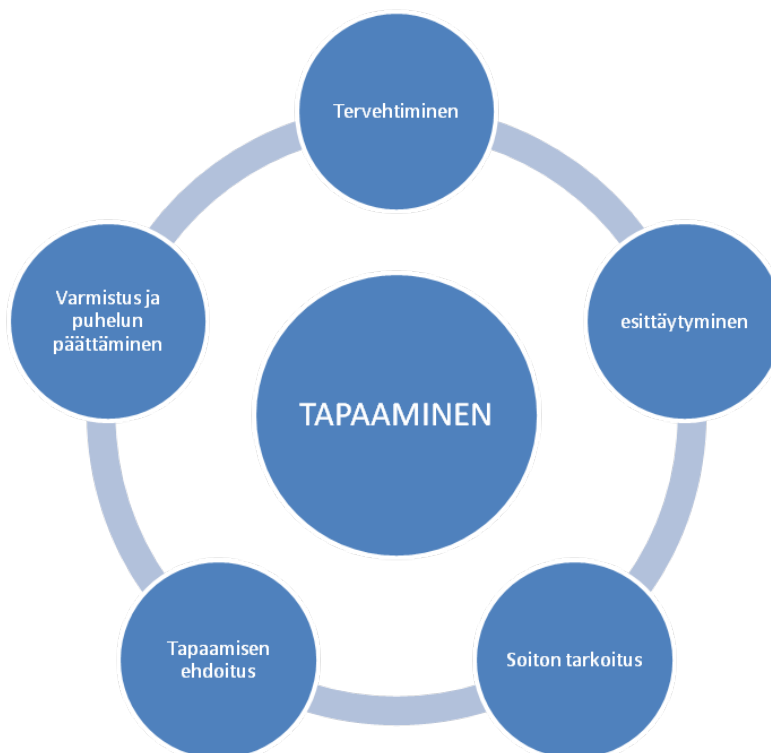 Tervehtiminen
esittäytyminen
Soiton tarkoitus
Tapaamisen
ehdoitus
Varmistus ja
puhelun
päättäminen
TAPAAMINEN